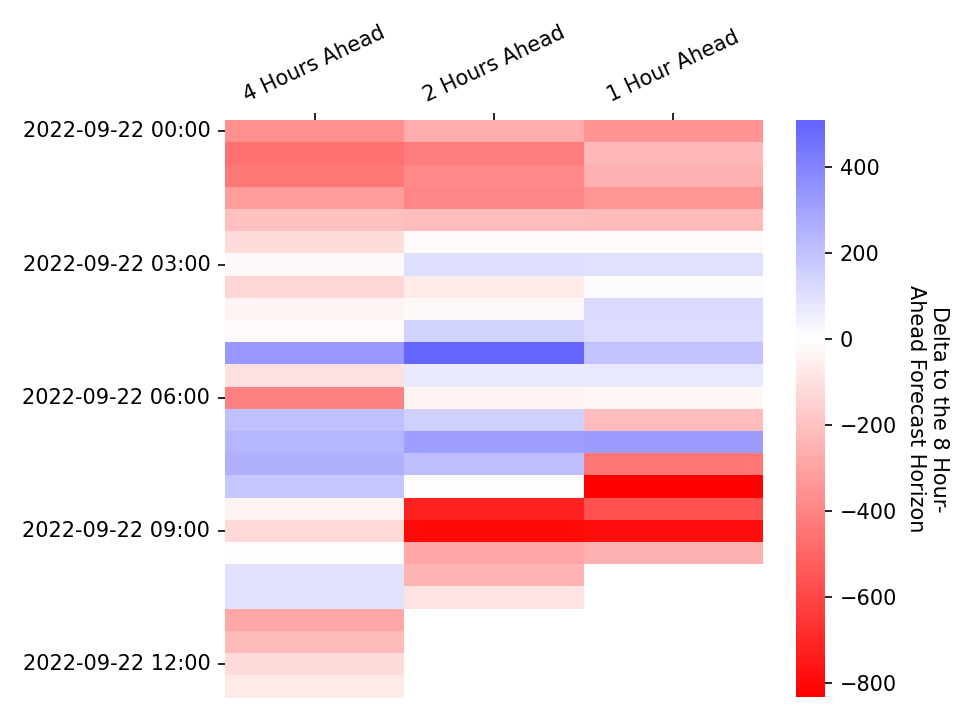 4 Hours Ahead
2 Hours Ahead
1 Hour Ahead
2022-09-22 00:00
2022-09-22 03:00
2022-09-22 06:00
2022-09-22 09:00
2022-09-22 12:00
400
200
0
−200
−400
−600
−800
Delta to the 8 Hour-
Ahead Forecast Horizon